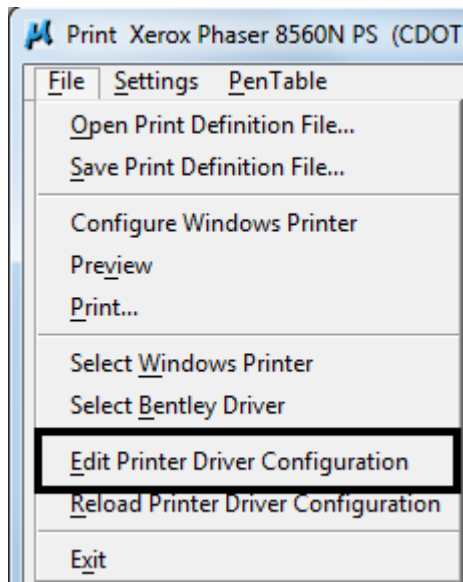 Print Xerox Phaser 8560N PS (CDOT
File Settings PenTable
Open Print Definition File...
Save Print Definition File...
Configure Windows Printer
Preview
Print...
Select Windows Printer
Select Bentley Driver
Edit Printer Driver Configuration
Reload Printer Driver Configuration
Exit